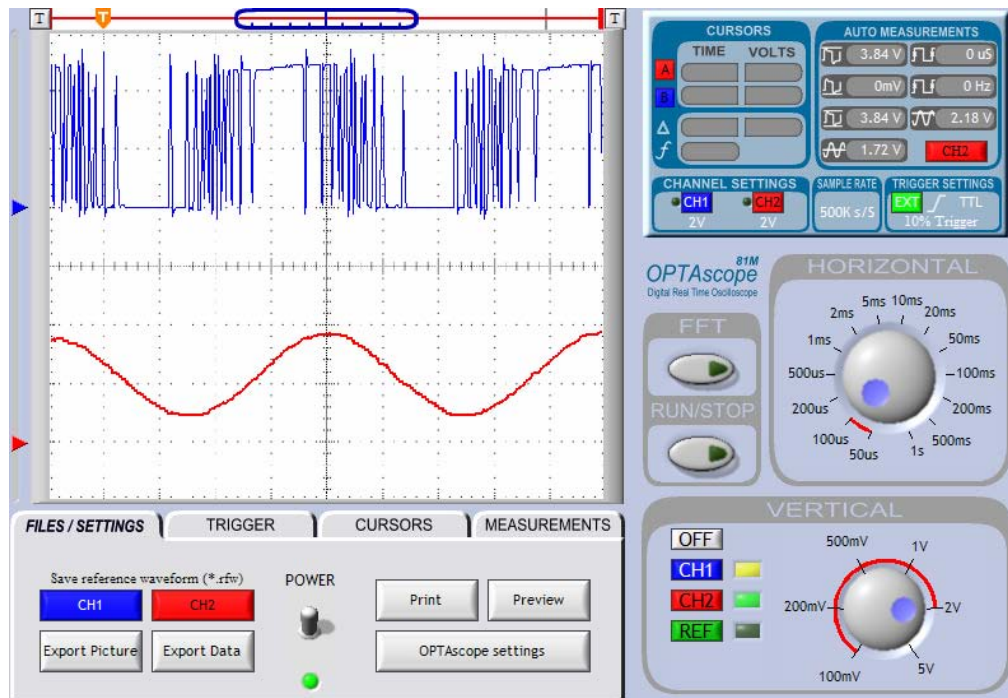 T
T
T
CURSORS
TIME VOLTS
A
B
Δ
f
AUTO MEASUREMENTS
3.84 V 0 uS
0mV 0 Hz
3.84 V 2.18 V
1.72 V CH2
CHANNEL SETTINGS
CH1 CH2
2V 2V
SAMPLE RATE
500K s/S
TRIGGER SETTINGS
EXT TTL
10% Trigger
81M
OPTAscope
Digital Real Time Osciloscope
FFT
RUN/STOP
HORIZONTAL
50us
100us
200us
500us
1ms
2ms
5ms
10ms
20ms
50ms
100ms
200ms
500ms
1s
VERTICAL
OFF
CH1
CH2
REF
100mV
200mV
500mV
1V
2V
5V
FILES / SETTINGS TRIGGER CURSORS MEASUREMENTS
Save reference waveform (*.rfw)
CH1 CH2
Export Picture Export Data
POWER
Print Preview
OPTAscope settings